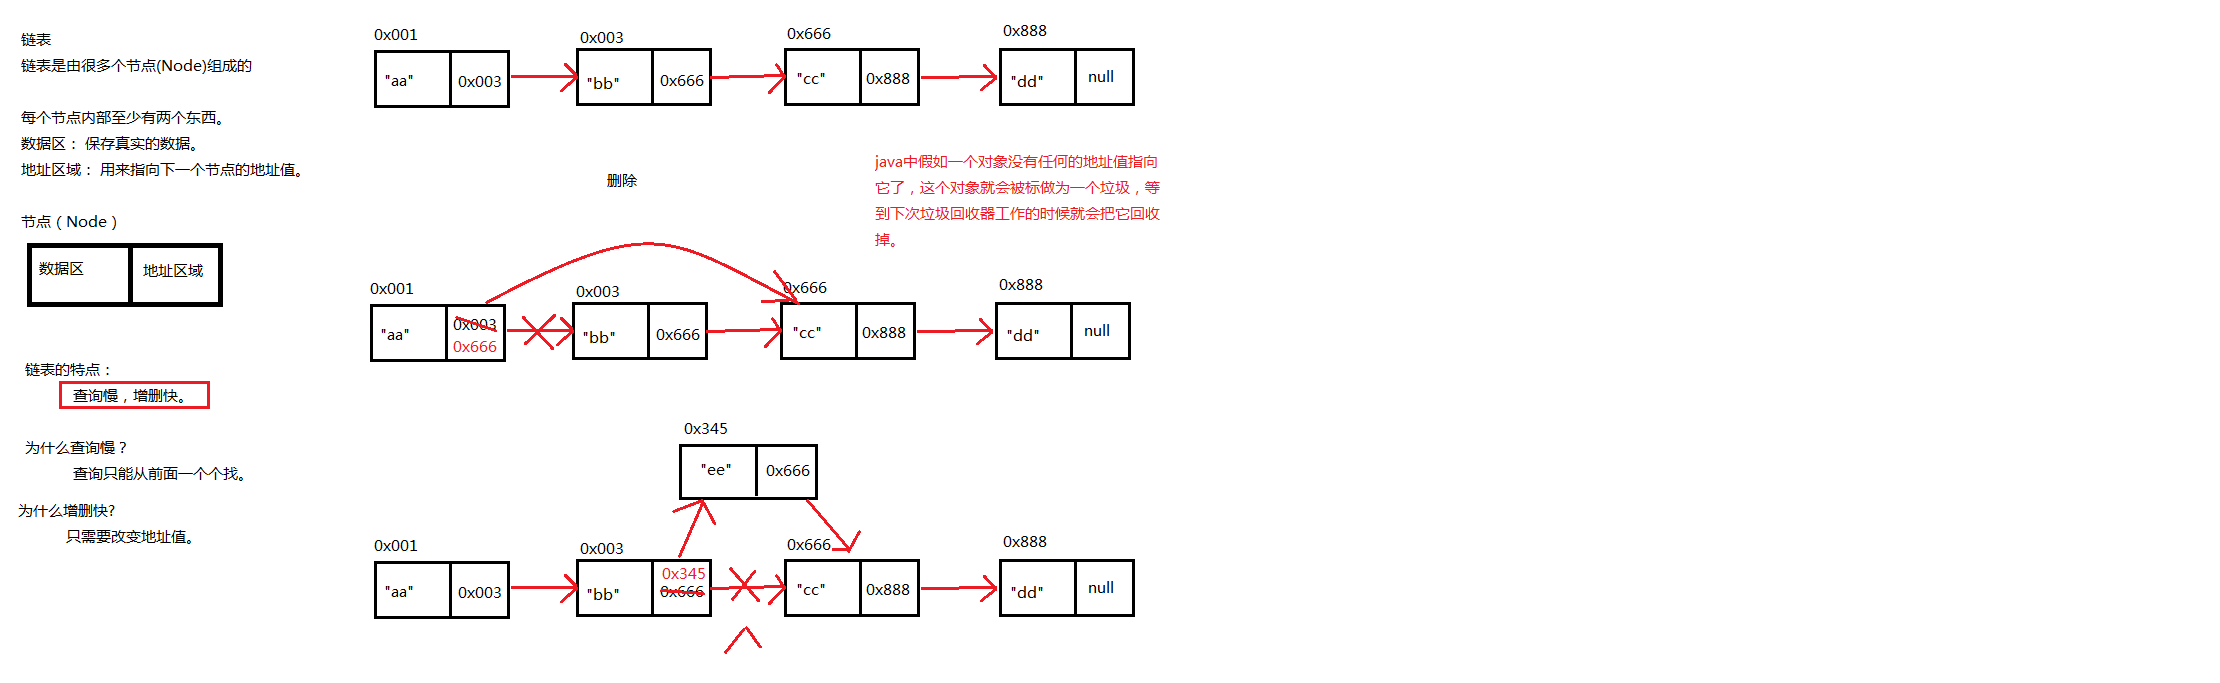 链表
链表是由很多个节点(Node)组成的
每个节点内部至少有两个东西。
数据区： 保存真实的数据。
地址区域： 用来指向下一个节点的地址值。
节点（Node）
数据区 地址区域
链表的特点：
查询慢，增删快。
为什么查询慢？
查询只能从前面一个个找。
为什么增删快?
只需要改变地址值。
0x001 0x003 0x666 0x888
"aa" 0x003 "bb" 0x666 "cc" 0x888 "dd" null
删除
java中假如一个对象没有任何的地址值指向
它了，这个对象就会被标做为一个垃圾，等
到下次垃圾回收器工作的时候就会把它回收
掉。
0x001 0x003 0x666 0x888
"aa" 0x003 "bb" 0x666 "cc" 0x888 "dd" null
0x666
0x345
"ee" 0x666
0x001 0x003 0x666 0x888
0x345
"aa" 0x003 "bb" 0x666 "cc" 0x888 "dd" null